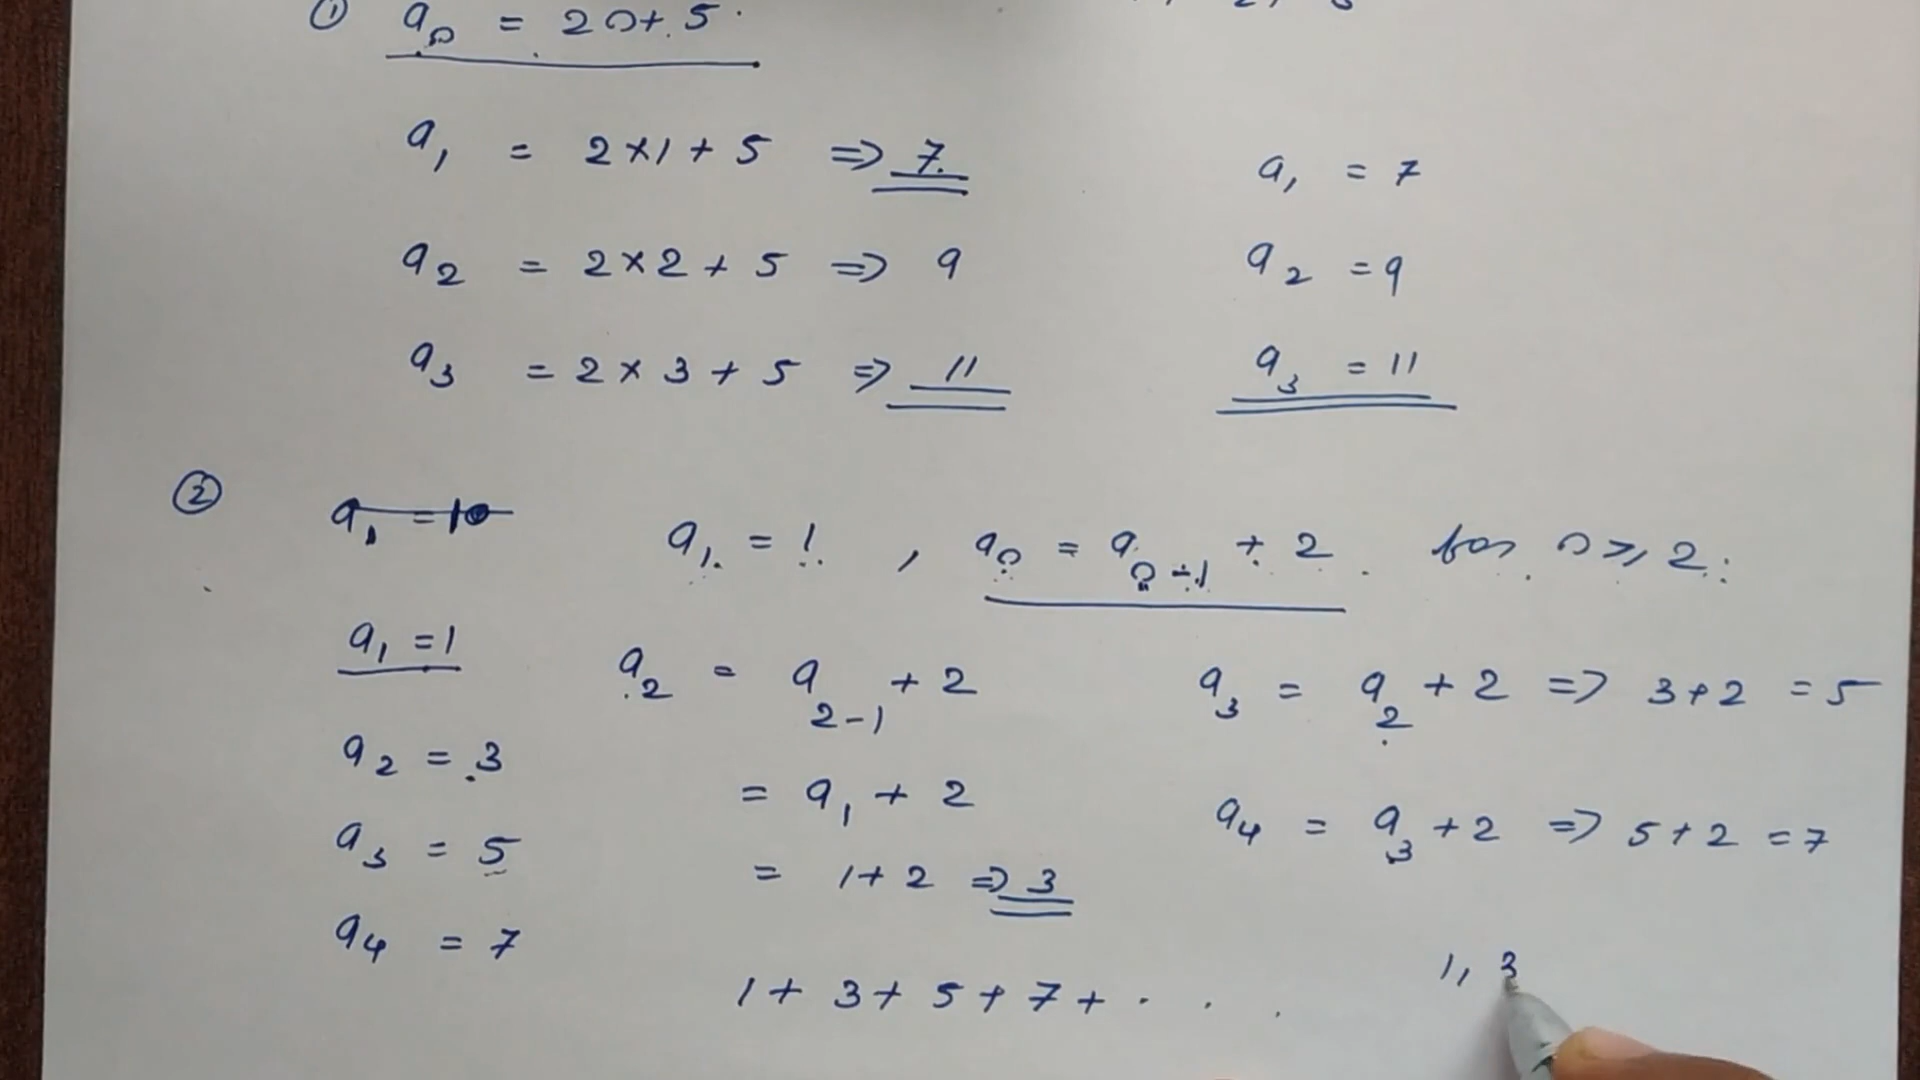 ① aₙ = 2n + 5
a₁ = 2×1 + 5 ⇒ 7
a₁ = 7
a₂ = 2×2 + 5 ⇒ 9
a₂ = 9
a₃ = 2×3 + 5 ⇒ 11
a₃ = 11
②
a₁ = 1, aₙ = aₙ₋₁ + 2 for n ≥ 2
a₁ = 1
a₂ = a₂₋₁ + 2
a₃ = a₂ + 2 ⇒ 3+2 = 5
a₂ = 3
= a₁ + 2
a₄ = a₃ + 2 ⇒ 5+2 = 7
a₃ = 5
= 1+2 ⇒ 3
a₄ = 7
1 + 3 + 5 + 7 + . . .
1, 3